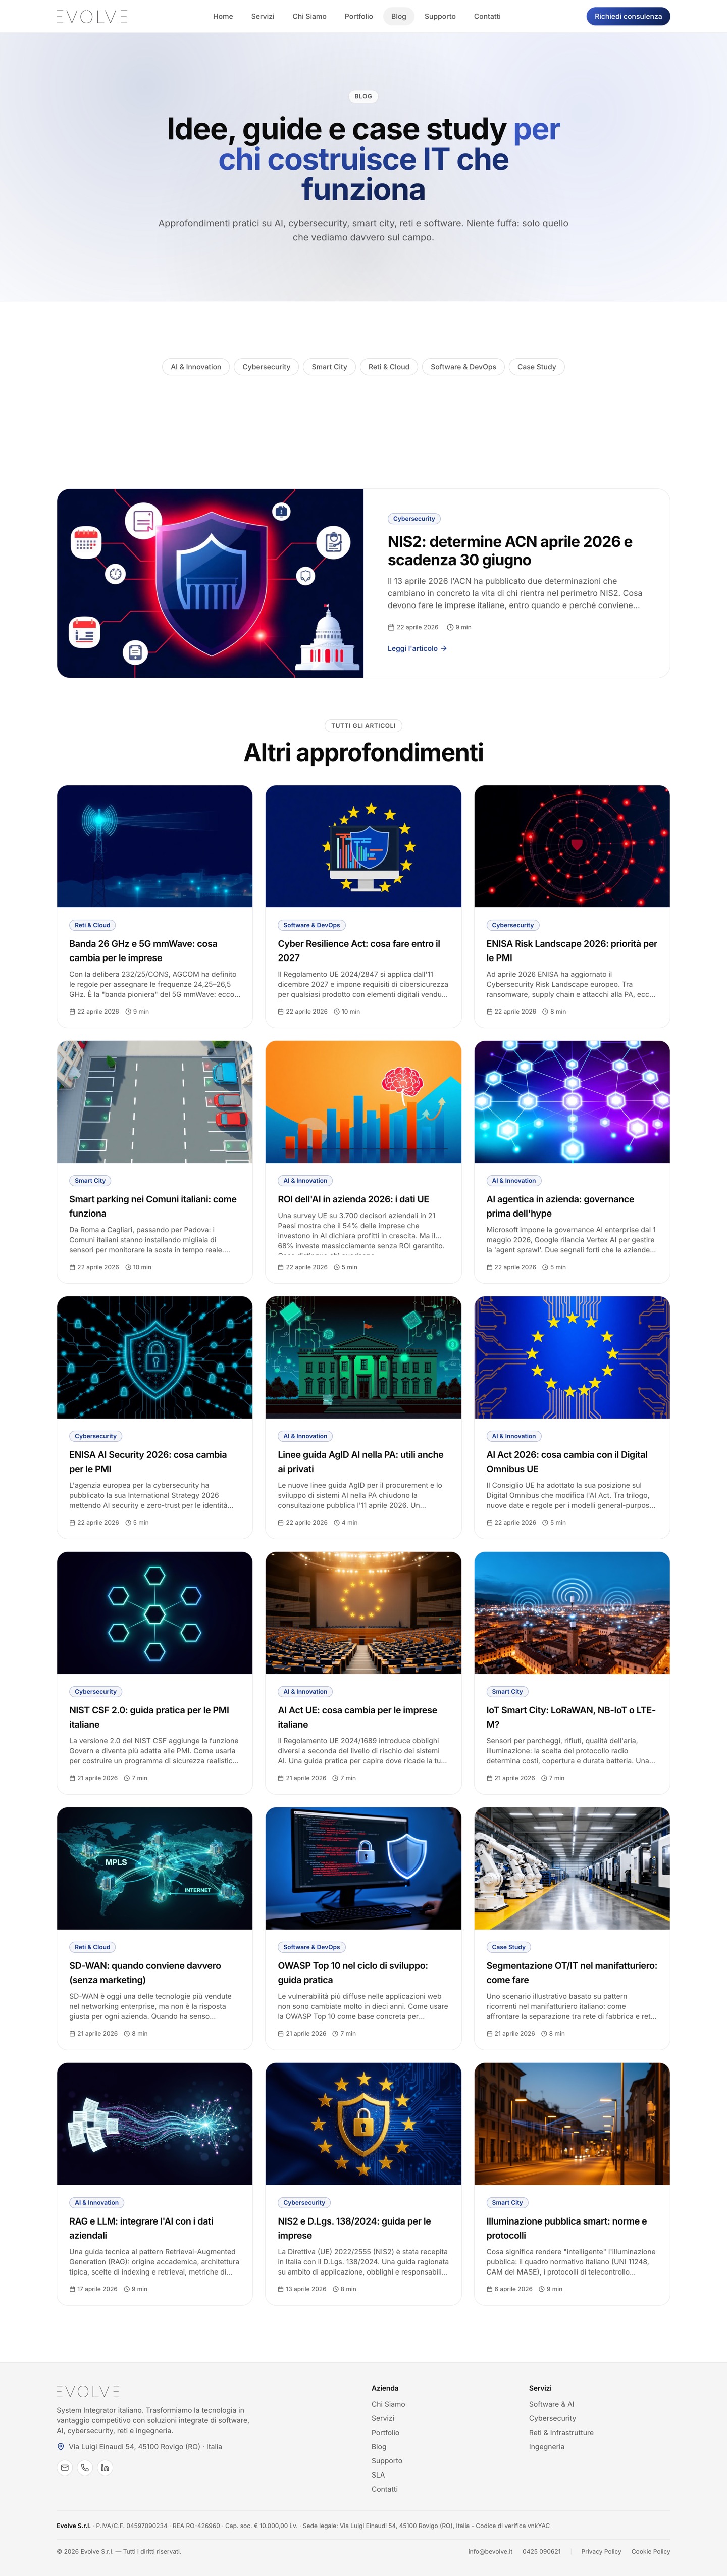 EVOLVE
Home Servizi Chi Siamo Portfolio Blog Supporto Contatti
Richiedi consulenza
BLOG
Idee, guide e case study per
chi costruisce IT che
funziona
Approfondimenti pratici su AI, cybersecurity, smart city, reti e software. Niente fuffa: solo quello
che vediamo davvero sul campo.
AI & Innovation Cybersecurity Smart City Reti & Cloud Software & DevOps Case Study
Cybersecurity
NIS2: determine ACN aprile 2026 e
scadenza 30 giugno
Il 13 aprile 2026 l'ACN ha pubblicato due determinazioni che
cambiano in concreto la vita di chi rientra nel perimetro NIS2. Cosa
devono fare le imprese italiane, entro quando e perché conviene...
22 aprile 2026 9 min
Leggi l'articolo →
TUTTI GLI ARTICOLI
Altri approfondimenti
Reti & Cloud
Banda 26 GHz e 5G mmWave: cosa
cambia per le imprese
Con la delibera 232/25/CONS, AGCOM ha definito
le regole per assegnare le frequenze 24,25–26,5
GHz. È la "banda pioniera" del 5G mmWave: ecco...
22 aprile 2026 9 min
Software & DevOps
Cyber Resilience Act: cosa fare entro il
2027
Il Regolamento UE 2024/2847 si applica dall'11
dicembre 2027 e impone requisiti di cibersicurezza
per qualsiasi prodotto con elementi digitali vendu...
22 aprile 2026 10 min
Cybersecurity
ENISA Risk Landscape 2026: priorità per
le PMI
Ad aprile 2026 ENISA ha aggiornato il
Cybersecurity Risk Landscape europeo. Tra
ransomware, supply chain e attacchi alla PA, ecc...
22 aprile 2026 8 min
Smart City
Smart parking nei Comuni italiani: come
funziona
Da Roma a Cagliari, passando per Padova: i
Comuni italiani stanno installando migliaia di
sensori per monitorare la sosta in tempo reale....
22 aprile 2026 10 min
AI & Innovation
ROI dell'AI in azienda 2026: i dati UE
Una survey UE su 3.700 decisori aziendali in 21
Paesi mostra che il 54% delle imprese che
investono in AI dichiara profitti in crescita. Ma il...
68% investe massicciamente senza ROI garantito.
22 aprile 2026 5 min
AI & Innovation
AI agentica in azienda: governance
prima dell'hype
Microsoft impone la governance AI enterprise dal 1
maggio 2026, Google rilancia Vertex AI per gestire
la 'agent sprawl'. Due segnali forti che le aziende...
22 aprile 2026 5 min
Cybersecurity
ENISA AI Security 2026: cosa cambia
per le PMI
L'agenzia europea per la cybersecurity ha
pubblicato la sua International Strategy 2026
mettendo AI security e zero-trust per le identità...
22 aprile 2026 5 min
AI & Innovation
Linee guida AgID AI nella PA: utili anche
ai privati
Le nuove linee guida AgID per il procurement e lo
sviluppo di sistemi AI nella PA chiudono la
consultazione pubblica l'11 aprile 2026. Un...
22 aprile 2026 4 min
AI & Innovation
AI Act 2026: cosa cambia con il Digital
Omnibus UE
Il Consiglio UE ha adottato la sua posizione sul
Digital Omnibus che modifica l'AI Act. Tra trilogo,
nuove date e regole per i modelli general-purpos...
22 aprile 2026 5 min
Cybersecurity
NIST CSF 2.0: guida pratica per le PMI
italiane
La versione 2.0 del NIST CSF aggiunge la funzione
Govern e diventa più adatta alle PMI. Come usarla
per costruire un programma di sicurezza realistic...
21 aprile 2026 7 min
AI & Innovation
AI Act UE: cosa cambia per le imprese
italiane
Il Regolamento UE 2024/1689 introduce obblighi
diversi a seconda del livello di rischio dei sistemi
AI. Una guida pratica per capire dove ricade la tu...
21 aprile 2026 7 min
Smart City
IoT Smart City: LoRaWAN, NB-IoT o LTE-
M?
Sensori per parcheggi, rifiuti, qualità dell'aria,
illuminazione: la scelta del protocollo radio
determina costi, copertura e durata batteria. Una...
21 aprile 2026 7 min
MPLS
INTERNET
Reti & Cloud
SD-WAN: quando conviene davvero
(senza marketing)
SD-WAN è oggi una delle tecnologie più vendute
nel networking enterprise, ma non è la risposta
giusta per ogni azienda. Quando ha senso...
21 aprile 2026 8 min
Software & DevOps
OWASP Top 10 nel ciclo di sviluppo:
guida pratica
Le vulnerabilità più diffuse nelle applicazioni web
non sono cambiate molto in dieci anni. Come usare
la OWASP Top 10 come base concreta per...
21 aprile 2026 7 min
Case Study
Segmentazione OT/IT nel manifatturiero:
come fare
Uno scenario illustrativo basato su pattern
ricorrenti nel manifatturiero italiano: come
affrontare la separazione tra rete di fabbrica e ret...
21 aprile 2026 8 min
AI & Innovation
RAG e LLM: integrare l'AI con i dati
aziendali
Una guida tecnica al pattern Retrieval-Augmented
Generation (RAG): origine accademica, architettura
tipica, scelte di indexing e retrieval, metriche di...
17 aprile 2026 9 min
Cybersecurity
NIS2 e D.Lgs. 138/2024: guida per le
imprese
La Direttiva (UE) 2022/2555 (NIS2) è stata recepita
in Italia con il D.Lgs. 138/2024. Una guida ragionata
su ambito di applicazione, obblighi e responsabili...
13 aprile 2026 8 min
Smart City
Illuminazione pubblica smart: norme e
protocolli
Cosa significa rendere "intelligente" l'illuminazione
pubblica: il quadro normativo italiano (UNI 11248,
CAM del MASE), i protocolli di telecontrollo...
6 aprile 2026 9 min
EVOLVE
System Integrator italiano. Trasformiamo la tecnologia in
vantaggio competitivo con soluzioni integrate di software,
AI, cybersecurity, reti e ingegneria.
Via Luigi Einaudi 54, 45100 Rovigo (RO) · Italia
Azienda
Chi Siamo
Servizi
Portfolio
Blog
Supporto
SLA
Contatti
Servizi
Software & AI
Cybersecurity
Reti & Infrastrutture
Ingegneria
Evolve S.r.l. · P.IVA/C.F. 04597090234 · REA RO-426960 · Cap. soc. € 10.000,00 i.v. · Sede legale: Via Luigi Einaudi 54, 45100 Rovigo (RO), Italia - Codice di verifica vnkYAC
© 2026 Evolve S.r.l. — Tutti i diritti riservati.
info@bevolve.it 0425 090621 Privacy Policy Cookie Policy